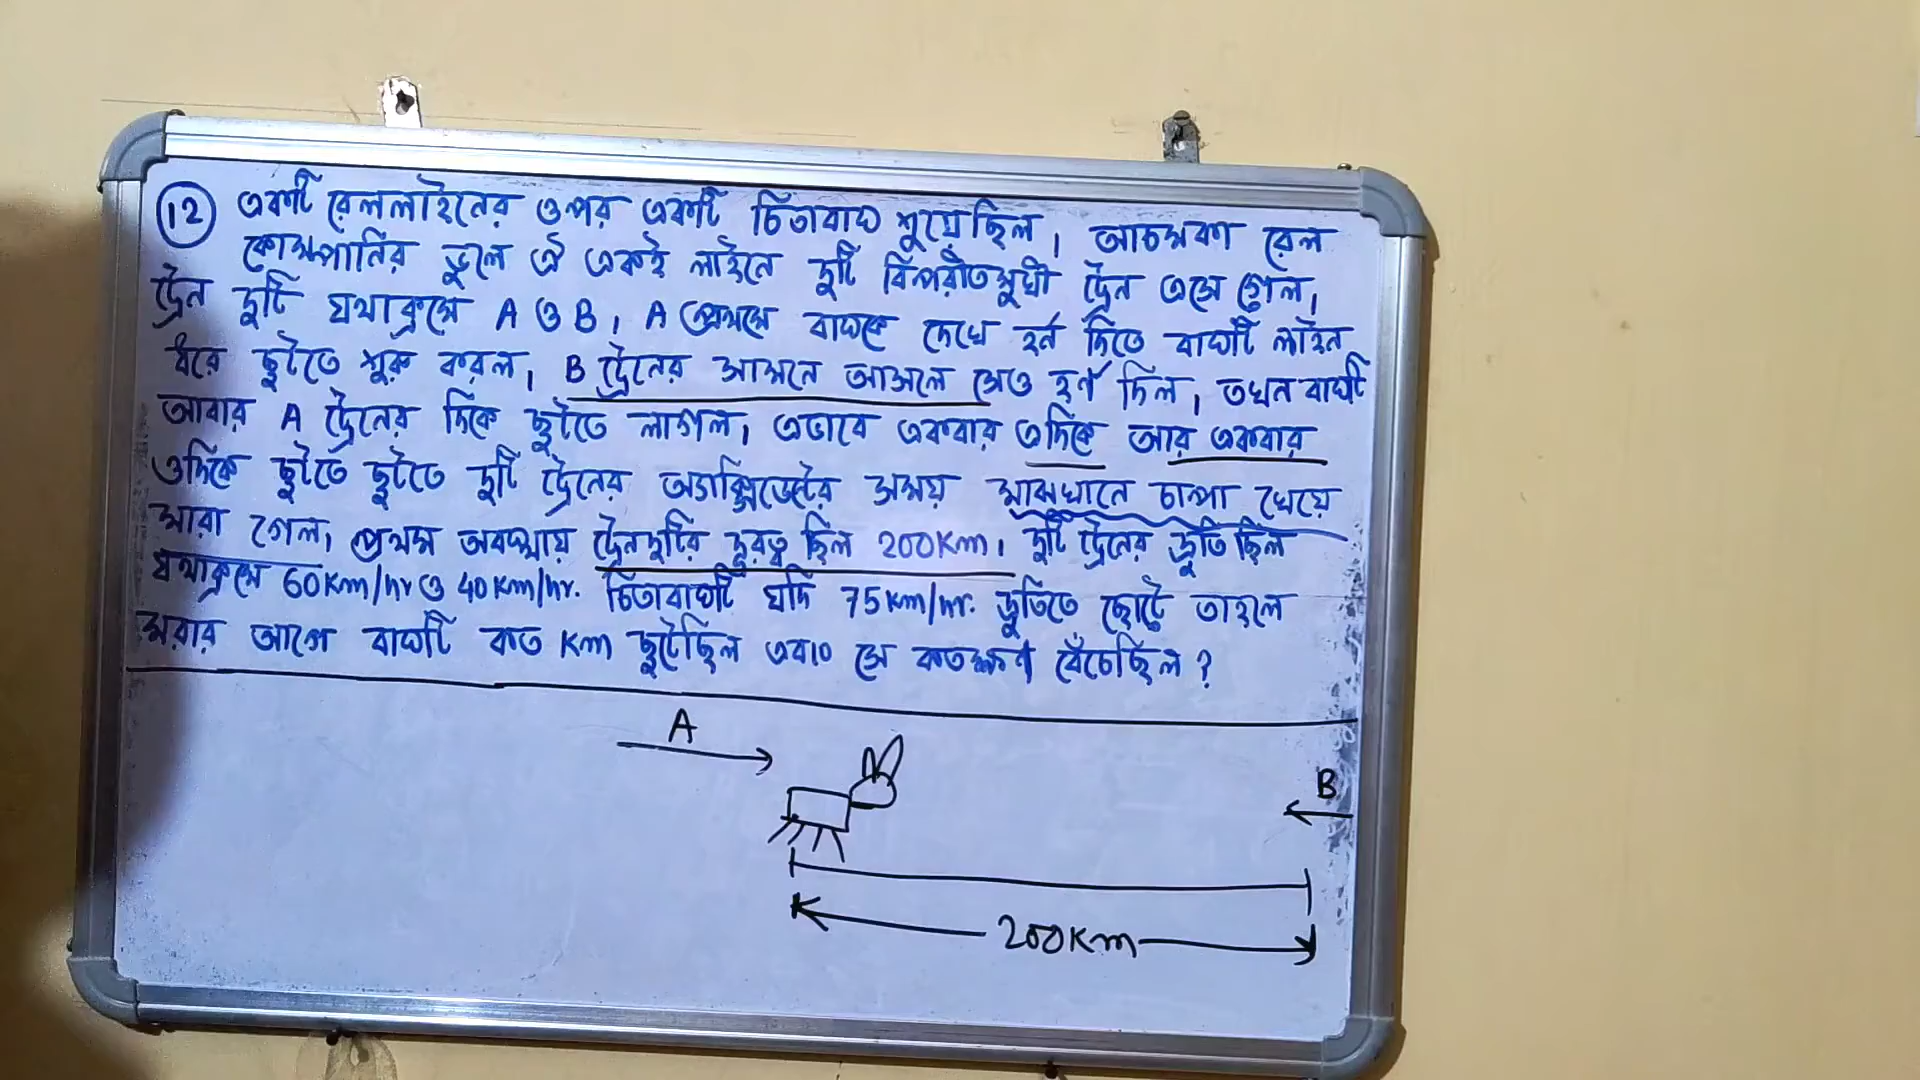 (12) একটি রেললাইনের ওপর একটি চিতাবাঘ শুয়েছিল। আচমকা রেল
কোম্পানির ভুলে ঐ একই লাইনে দুটি বিপরীতমুখী ট্রেন এসে গেল।
ট্রেন দুটি যথাক্রমে A ও B। A প্রথমে বাঘকে দেখে হর্ন দিতে বাঘটি লাইন
ধরে ছুটতে শুরু করল। B ট্রেনের সামনে আসলে সেও হর্ণ দিল। তখন বাঘটি
আবার A ট্রেনের দিকে ছুটতে লাগল। এভাবে একবার এদিকে আর একবার
ওদিকে ছুটতে ছুটতে দুটি ট্রেনের অ্যাক্সিডেন্টের সময় মাঝখানে চাপা খেয়ে
মারা গেল। প্রথম অবস্থায় ট্রেনদুটির দূরত্ব ছিল 200Km। দুটি ট্রেনের দ্রুতি ছিল
যথাক্রমে 60Km/hr ও 40Km/hr. চিতাবাঘটি যদি 75Km/hr. দ্রুতিতে ছোটে তাহলে
মরার আগে বাঘটি কত Km ছুটেছিল এবং সে কতক্ষণ বেঁচেছিল?
A
B
200Km